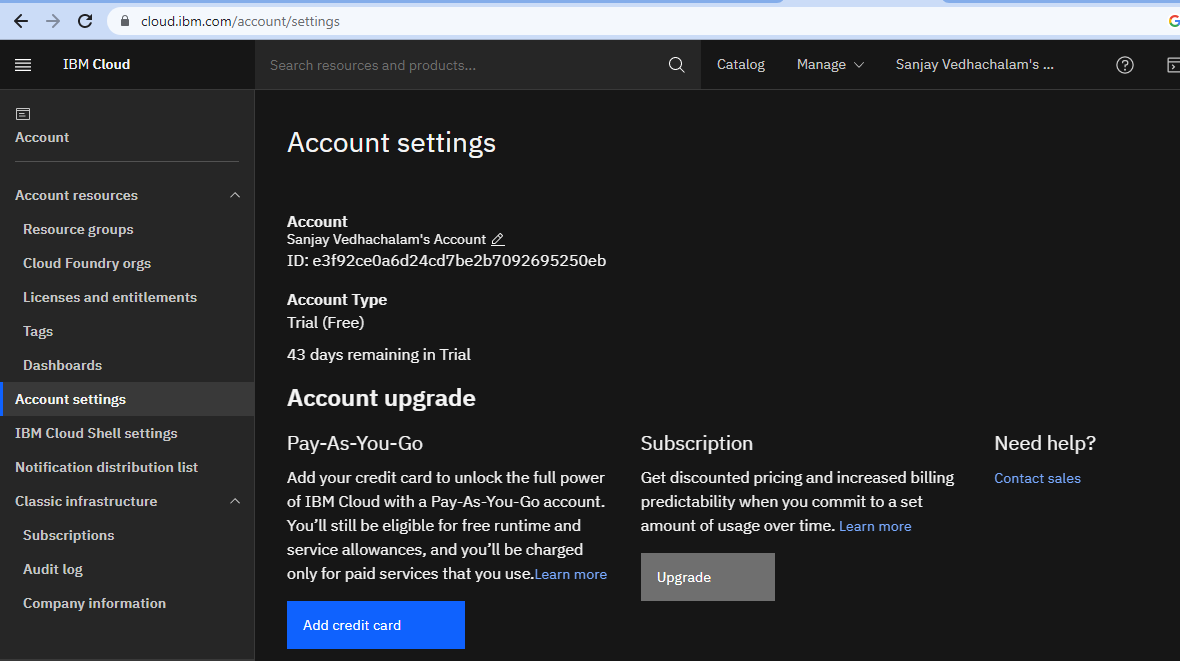 cloud.ibm.com/account/settings
IBM Cloud
Search resources and products...
Catalog
Manage
Sanjay Vedhachalam's ...
Account
Account resources
Resource groups
Cloud Foundry orgs
Licenses and entitlements
Tags
Dashboards
Account settings
IBM Cloud Shell settings
Notification distribution list
Classic infrastructure
Subscriptions
Audit log
Company information
Account settings
Account
Sanjay Vedhachalam's Account
ID: e3f92ce0a6d24cd7be2b7092695250eb
Account Type
Trial (Free)
43 days remaining in Trial
Account upgrade
Pay-As-You-Go
Add your credit card to unlock the full power
of IBM Cloud with a Pay-As-You-Go account.
You’ll still be eligible for free runtime and
service allowances, and you’ll be charged
only for paid services that you use.Learn more
Add credit card
Subscription
Get discounted pricing and increased billing
predictability when you commit to a set
amount of usage over time. Learn more
Upgrade
Need help?
Contact sales